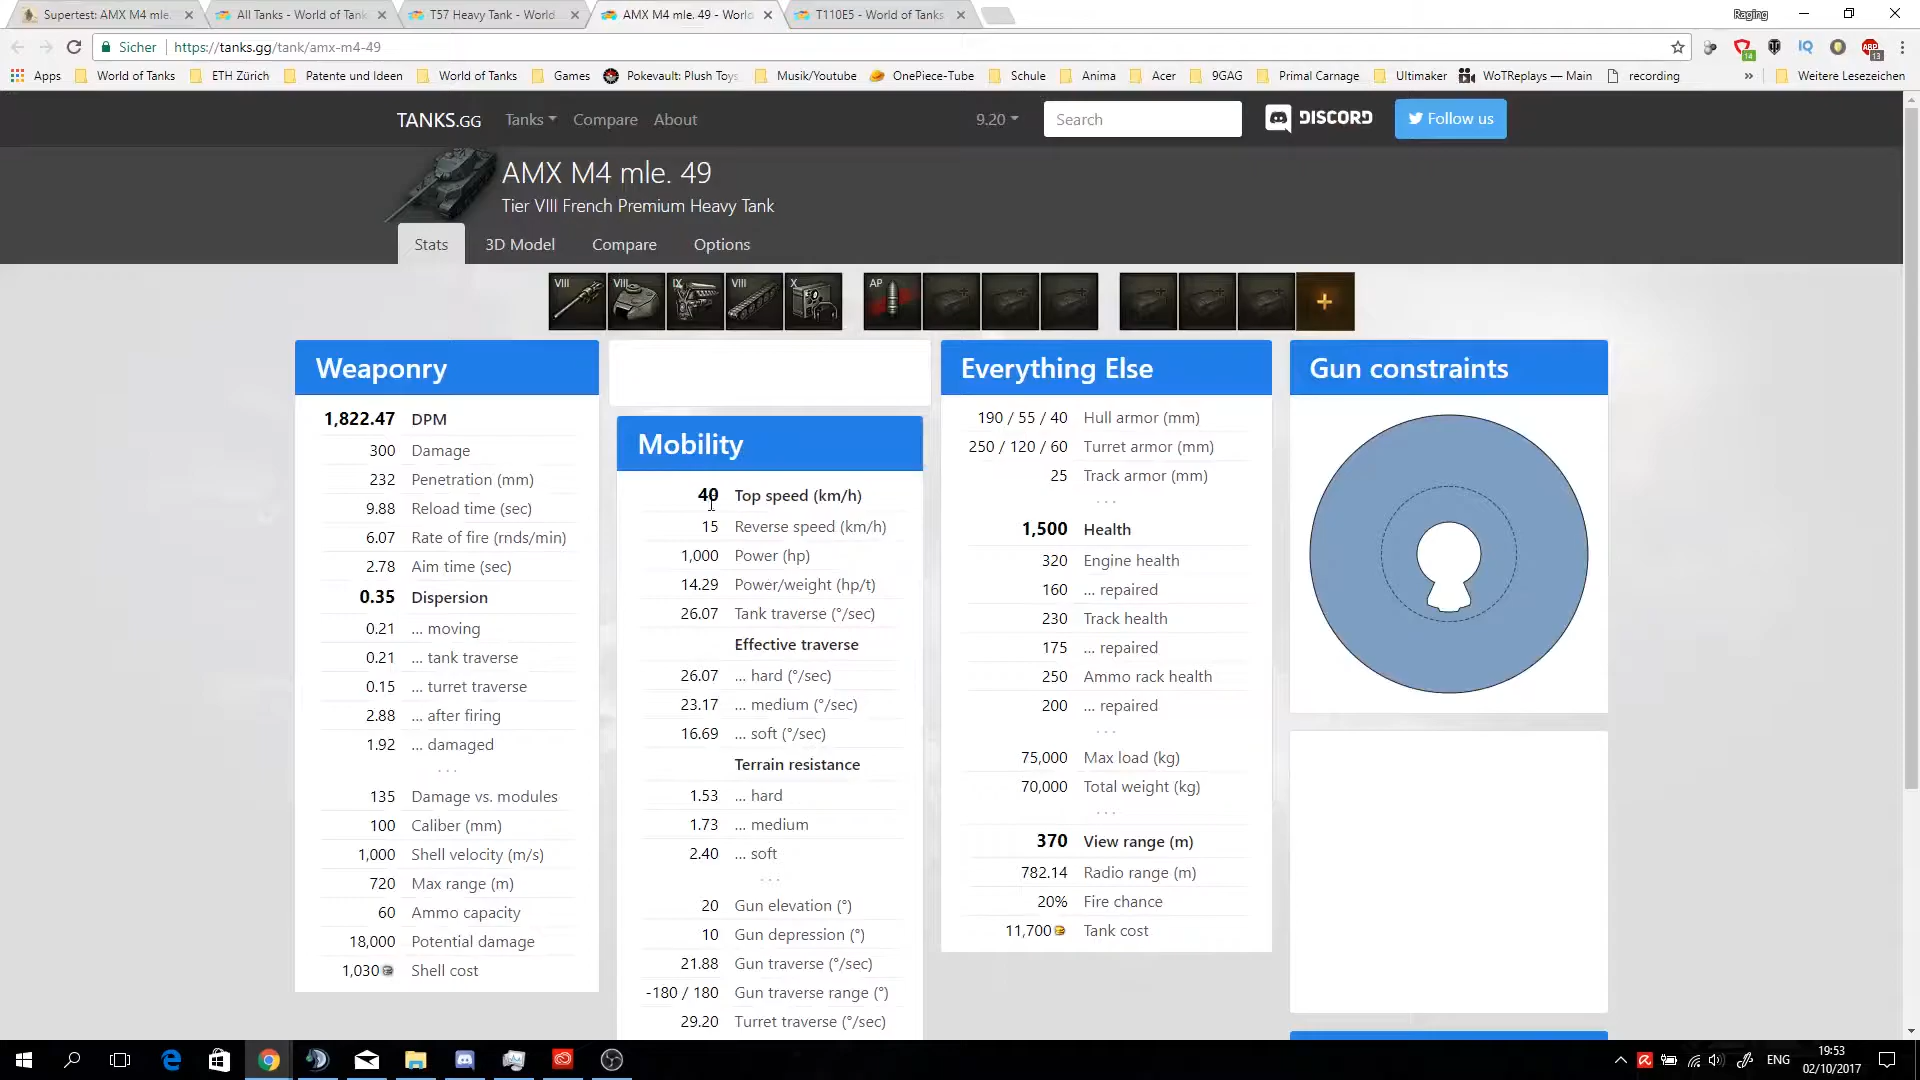 Supertest: AMX M4 mle.
All Tanks - World of Tank
T57 Heavy Tank - World
AMX M4 mle. 49 - World
T110E5 - World of Tanks
Raging
Sicher
https://tanks.gg/tank/amx-m4-49
14
IQ
ABP
13
Apps
World of Tanks
ETH Zürich
Patente und Ideen
World of Tanks
Games
Pokevault: Plush Toys
Musik/Youtube
OnePiece-Tube
Schule
Anima
Acer
9GAG
Primal Carnage
Ultimaker
WoTReplays — Main
recording
»
Weitere Lesezeichen
TANKS.GG
Tanks
Compare
About
9.20
Search
DISCORD
Follow us
AMX M4 mle. 49
Tier VIII French Premium Heavy Tank
Stats
3D Model
Compare
Options
VIII
VIII
IX
VIII
X
AP
+
Weaponry
1,822.47 DPM
300 Damage
232 Penetration (mm)
9.88 Reload time (sec)
6.07 Rate of fire (rnds/min)
2.78 Aim time (sec)
0.35 Dispersion
0.21 ... moving
0.21 ... tank traverse
0.15 ... turret traverse
2.88 ... after firing
1.92 ... damaged
...
135 Damage vs. modules
100 Caliber (mm)
1,000 Shell velocity (m/s)
720 Max range (m)
60 Ammo capacity
18,000 Potential damage
1,030 Shell cost
Mobility
40 Top speed (km/h)
15 Reverse speed (km/h)
1,000 Power (hp)
14.29 Power/weight (hp/t)
26.07 Tank traverse (°/sec)
Effective traverse
26.07 ... hard (°/sec)
23.17 ... medium (°/sec)
16.69 ... soft (°/sec)
Terrain resistance
1.53 ... hard
1.73 ... medium
2.40 ... soft
...
20 Gun elevation (°)
10 Gun depression (°)
21.88 Gun traverse (°/sec)
-180 / 180 Gun traverse range (°)
29.20 Turret traverse (°/sec)
Everything Else
190 / 55 / 40 Hull armor (mm)
250 / 120 / 60 Turret armor (mm)
25 Track armor (mm)
...
1,500 Health
320 Engine health
160 ... repaired
230 Track health
175 ... repaired
250 Ammo rack health
200 ... repaired
...
75,000 Max load (kg)
70,000 Total weight (kg)
...
370 View range (m)
782.14 Radio range (m)
20% Fire chance
11,700 Tank cost
Gun constraints
ENG
19:53
02/10/2017